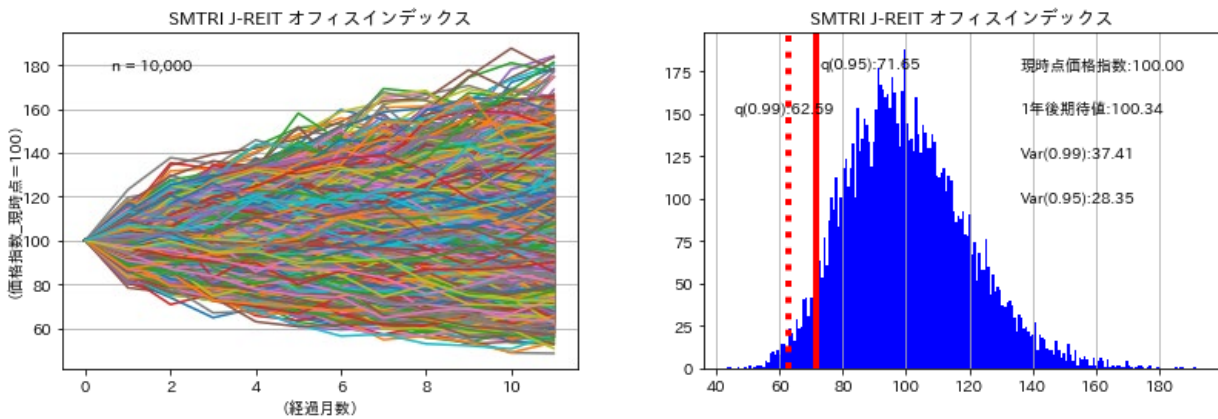 SMTRI J-REIT オフィスインデックス
n = 10,000
180
160
140
120
100
80
60
(価格指数_現時点=100)
0
2
4
6
8
10
(経過月数)
SMTRI J-REIT オフィスインデックス
q(0.95):71.65
q(0.99):62.59
現時点価格指数:100.00
1年後期待値:100.34
Var(0.99):37.41
Var(0.95):28.35
175
150
125
100
75
50
25
0
40
60
80
100
120
140
160
180